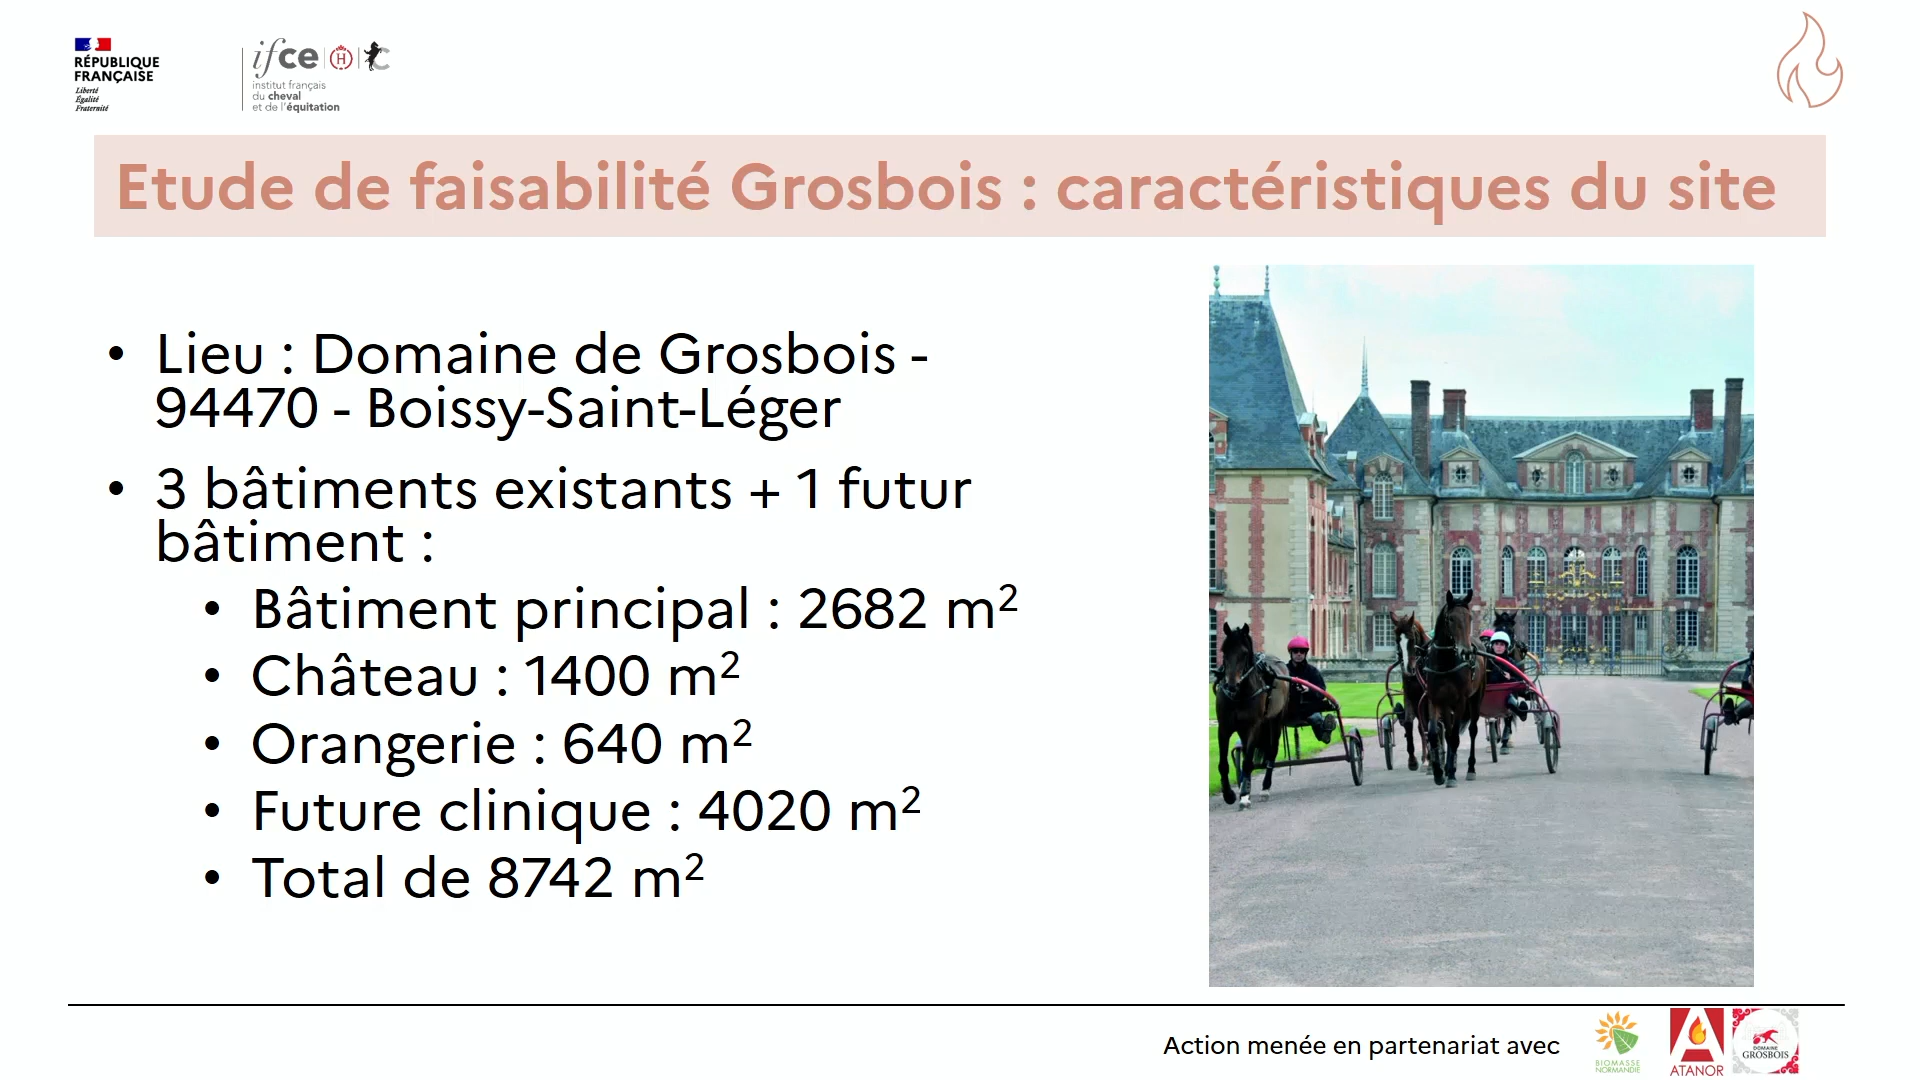 RÉPUBLIQUE
FRANÇAISE
Liberté
Égalité
Fraternité
ifce H
institut français
du cheval
et de l'équitation
Etude de faisabilité Grosbois : caractéristiques du site
• Lieu : Domaine de Grosbois -
94470 - Boissy-Saint-Léger
• 3 bâtiments existants + 1 futur
bâtiment :
• Bâtiment principal : 2682 m²
• Château : 1400 m²
• Orangerie : 640 m²
• Future clinique : 4020 m²
• Total de 8742 m²
Action menée en partenariat avec
BIOMASSE
NORMANDIE
ATANOR
DOMAINE
GROSBOIS